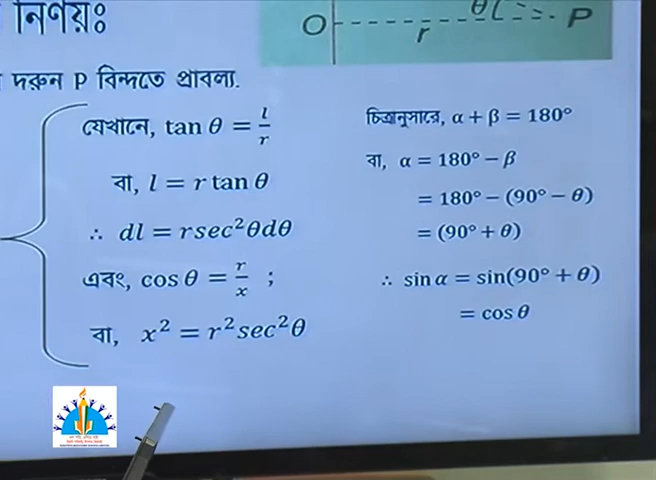 নির্ণয়ঃ
O r θ P
দরুন P বিন্দুতে প্রাবল্য.
যেখানে, tan θ = l/r
বা, l = r tan θ
∴ dl = rsec²θdθ
এবং, cos θ = r/x ;
বা, x² = r²sec²θ
চিত্রানুসারে, α + β = 180°
বা, α = 180° − β
= 180° − (90° − θ)
= (90° + θ)
∴ sin α = sin(90° + θ)
= cos θ